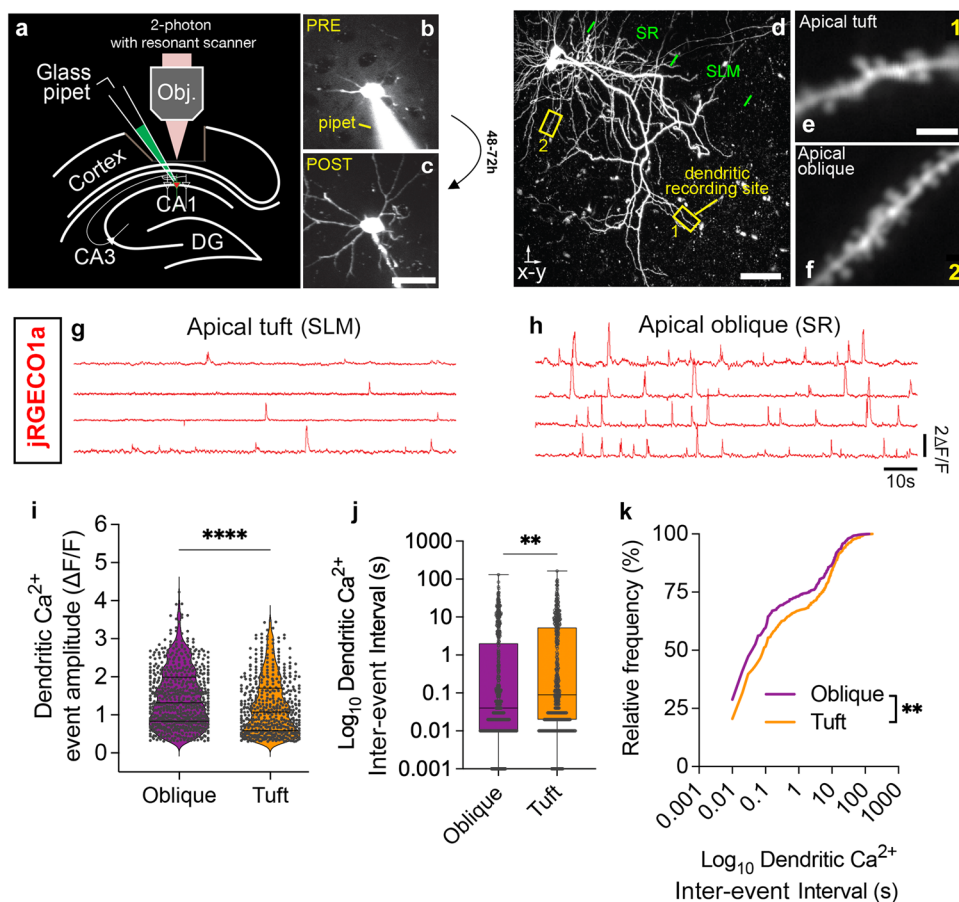 a
2-photon
with resonant scanner
Glass
pipet
Obj.
Cortex
CA1
CA3
DG
PRE
b
pipet
48-72h
POST
c
d
SR
SLM
2
dendritic
recording site
1
x-y
Apical tuft
1
e
Apical
oblique
f
2
jRGECO1a
g
Apical tuft (SLM)
h
Apical oblique (SR)
2ΔF/F
10s
i
Dendritic Ca2+
event amplitude (ΔF/F)
6
5
4
3
2
1
0
****
Oblique
Tuft
j
Log10 Dendritic Ca2+
Inter-event Interval (s)
1000
100
10
1
0.1
0.01
0.001
**
Oblique
Tuft
k
Relative frequency (%)
100
75
50
25
0
Oblique
Tuft
**
0.001
0.01
0.1
1
10
100
1000
Log10 Dendritic Ca2+
Inter-event Interval (s)